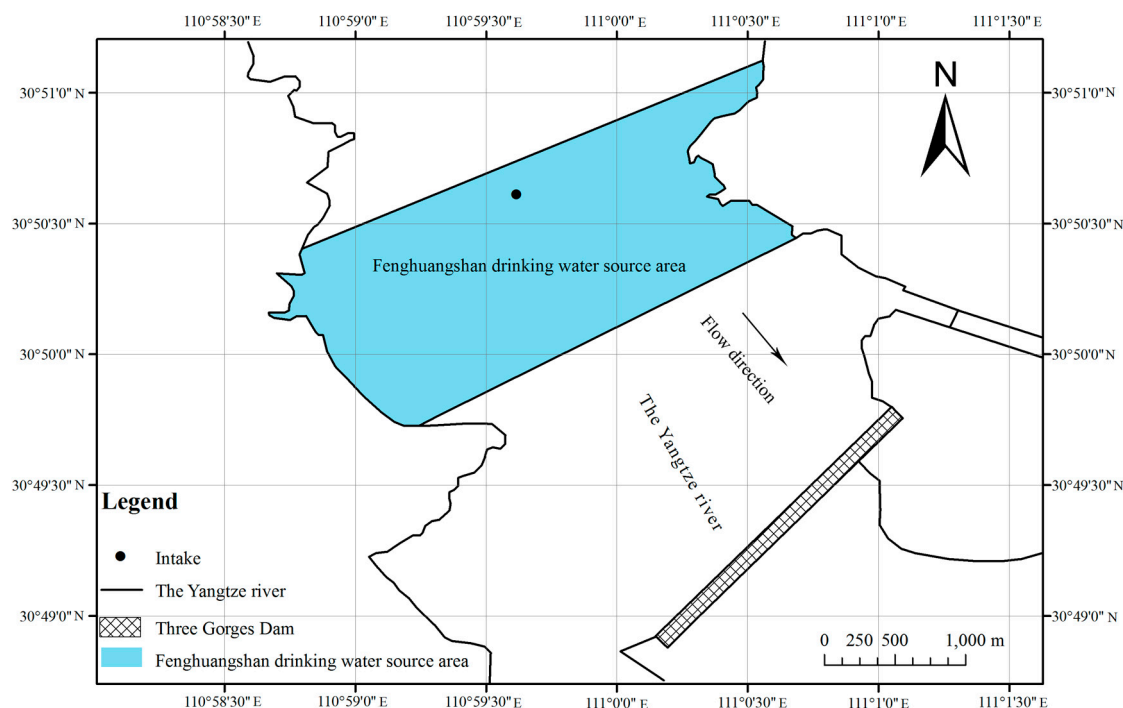 110°58'30" E 110°59'0" E 110°59'30" E 111°0'0" E 111°0'30" E 111°1'0" E 111°1'30" E
N
30°51'0" N 30°51'0" N
30°50'30" N 30°50'30" N
Fenghuangshan drinking water source area
Flow direction
30°50'0" N 30°50'0" N
The Yangtze river
30°49'30" N 30°49'30" N
Legend
Intake
The Yangtze river
Three Gorges Dam
Fenghuangshan drinking water source area
30°49'0" N 30°49'0" N
0 250 500 1,000 m
110°58'30" E 110°59'0" E 110°59'30" E 111°0'0" E 111°0'30" E 111°1'0" E 111°1'30" E